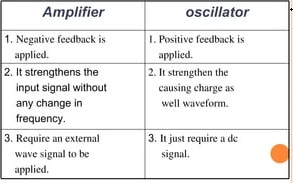 Amplifier
oscillator
1. Negative feedback is
applied.
1. Positive feedback is
applied.
2. It strengthens the
input signal without
any change in
frequency.
2. It strengthen the
causing charge as
well waveform.
3. Require an external
wave signal to be
applied.
3. It just require a dc
signal.